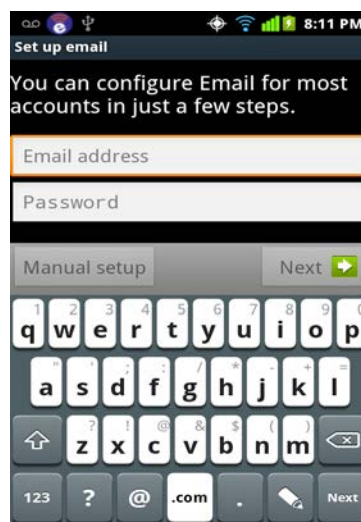 8:11 PM
Set up email
You can configure Email for most
accounts in just a few steps.
Email address
Password
Manual setup Next
1 2 3 4 5 6 7 8 9
q w e r t y u i o p
a s d f g h j k l
z x c v b n m
123 ? @ .com . Next